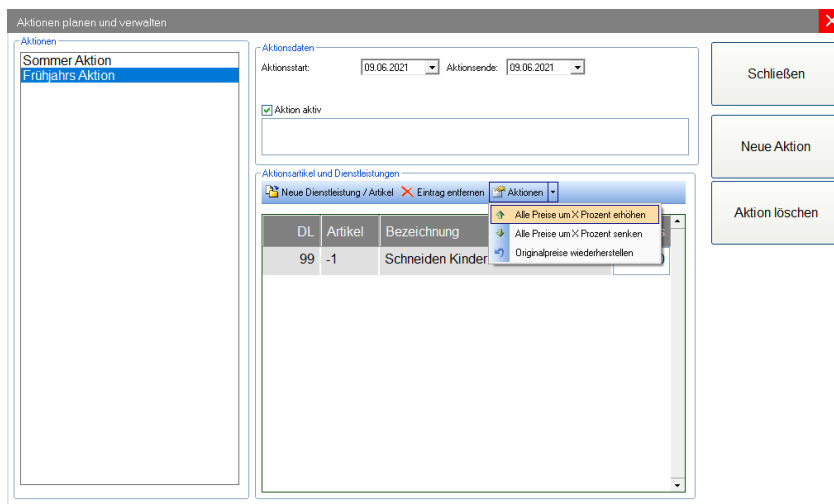 Aktionen planen und verwalten
Aktionen
Sommer Aktion
Frühjahrs Aktion
Aktionsdaten
Aktionsstart: 09.06.2021 Aktionsende: 09.06.2021
Aktion aktiv
Aktionsartikel und Dienstleistungen
Neue Dienstleistung / Artikel Eintrag entfernen Aktionen
Alle Preise um X Prozent erhöhen
Alle Preise um X Prozent senken
Originalpreise wiederherstellen
DL Artikel Bezeichnung
99 -1 Schneiden Kinder
Schließen
Neue Aktion
Aktion löschen